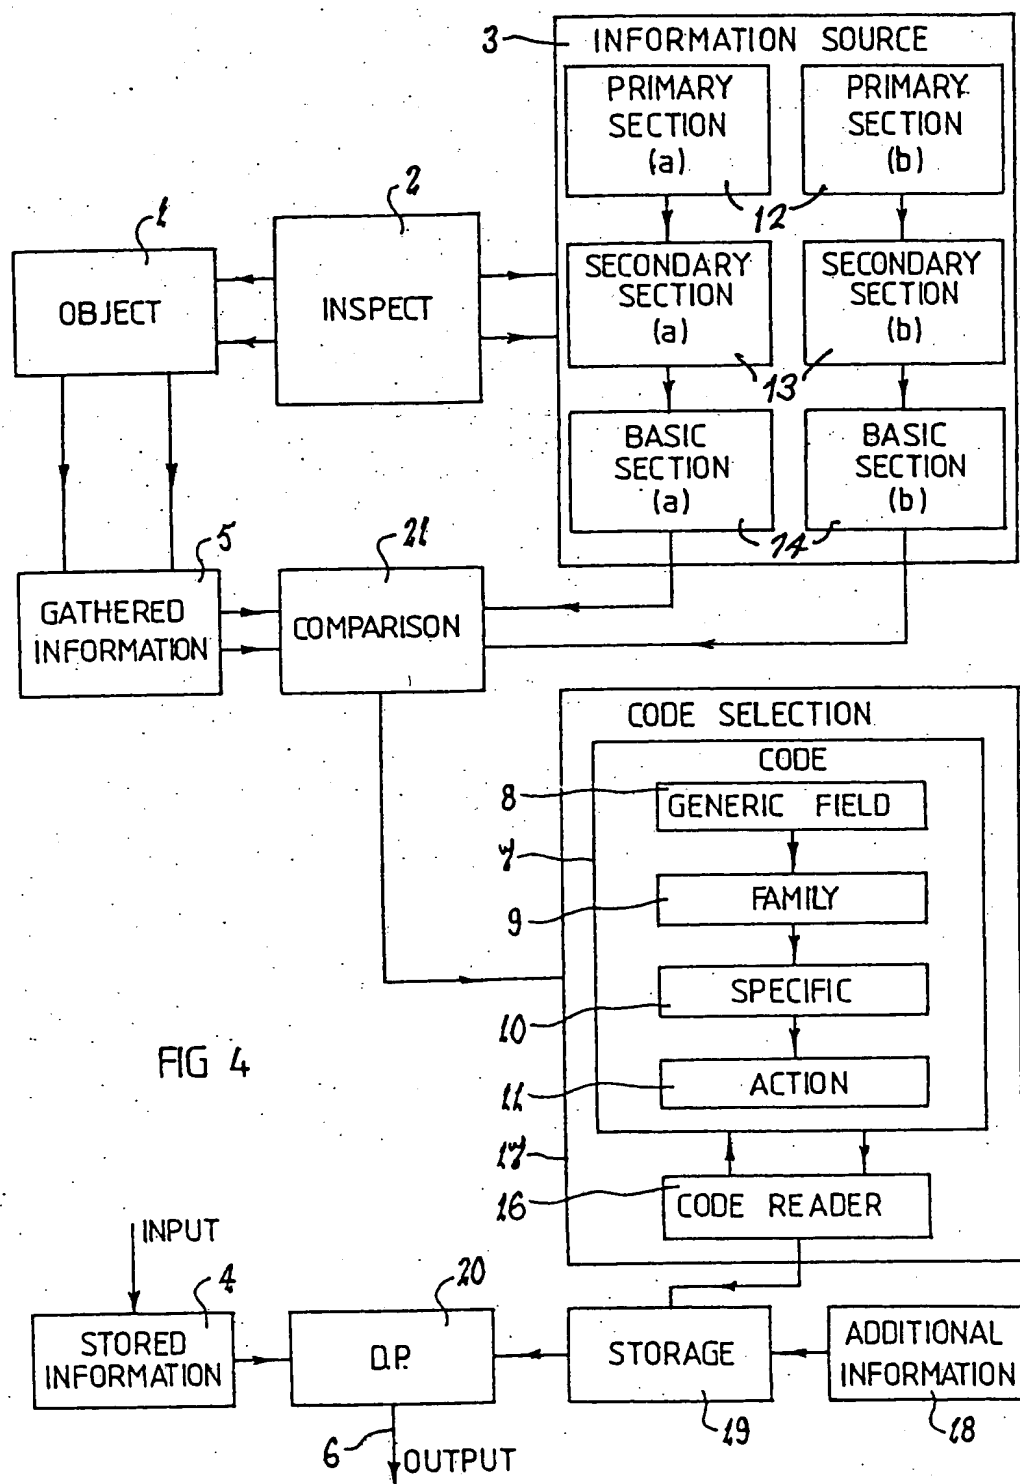 3
INFORMATION SOURCE
PRIMARY
SECTION
(a)
PRIMARY
SECTION
(b)
12
2
1
OBJECT
INSPECT
SECONDARY
SECTION
(a)
SECONDARY
SECTION
(b)
13
BASIC
SECTION
(a)
BASIC
SECTION
(b)
14
5
21
GATHERED
INFORMATION
COMPARISON
CODE SELECTION
CODE
8
GENERIC FIELD
7
9
FAMILY
10
SPECIFIC
11
ACTION
17
16
CODE READER
FIG 4
INPUT
4
STORED
INFORMATION
20
D.P.
STORAGE
19
ADDITIONAL
INFORMATION
18
6
OUTPUT